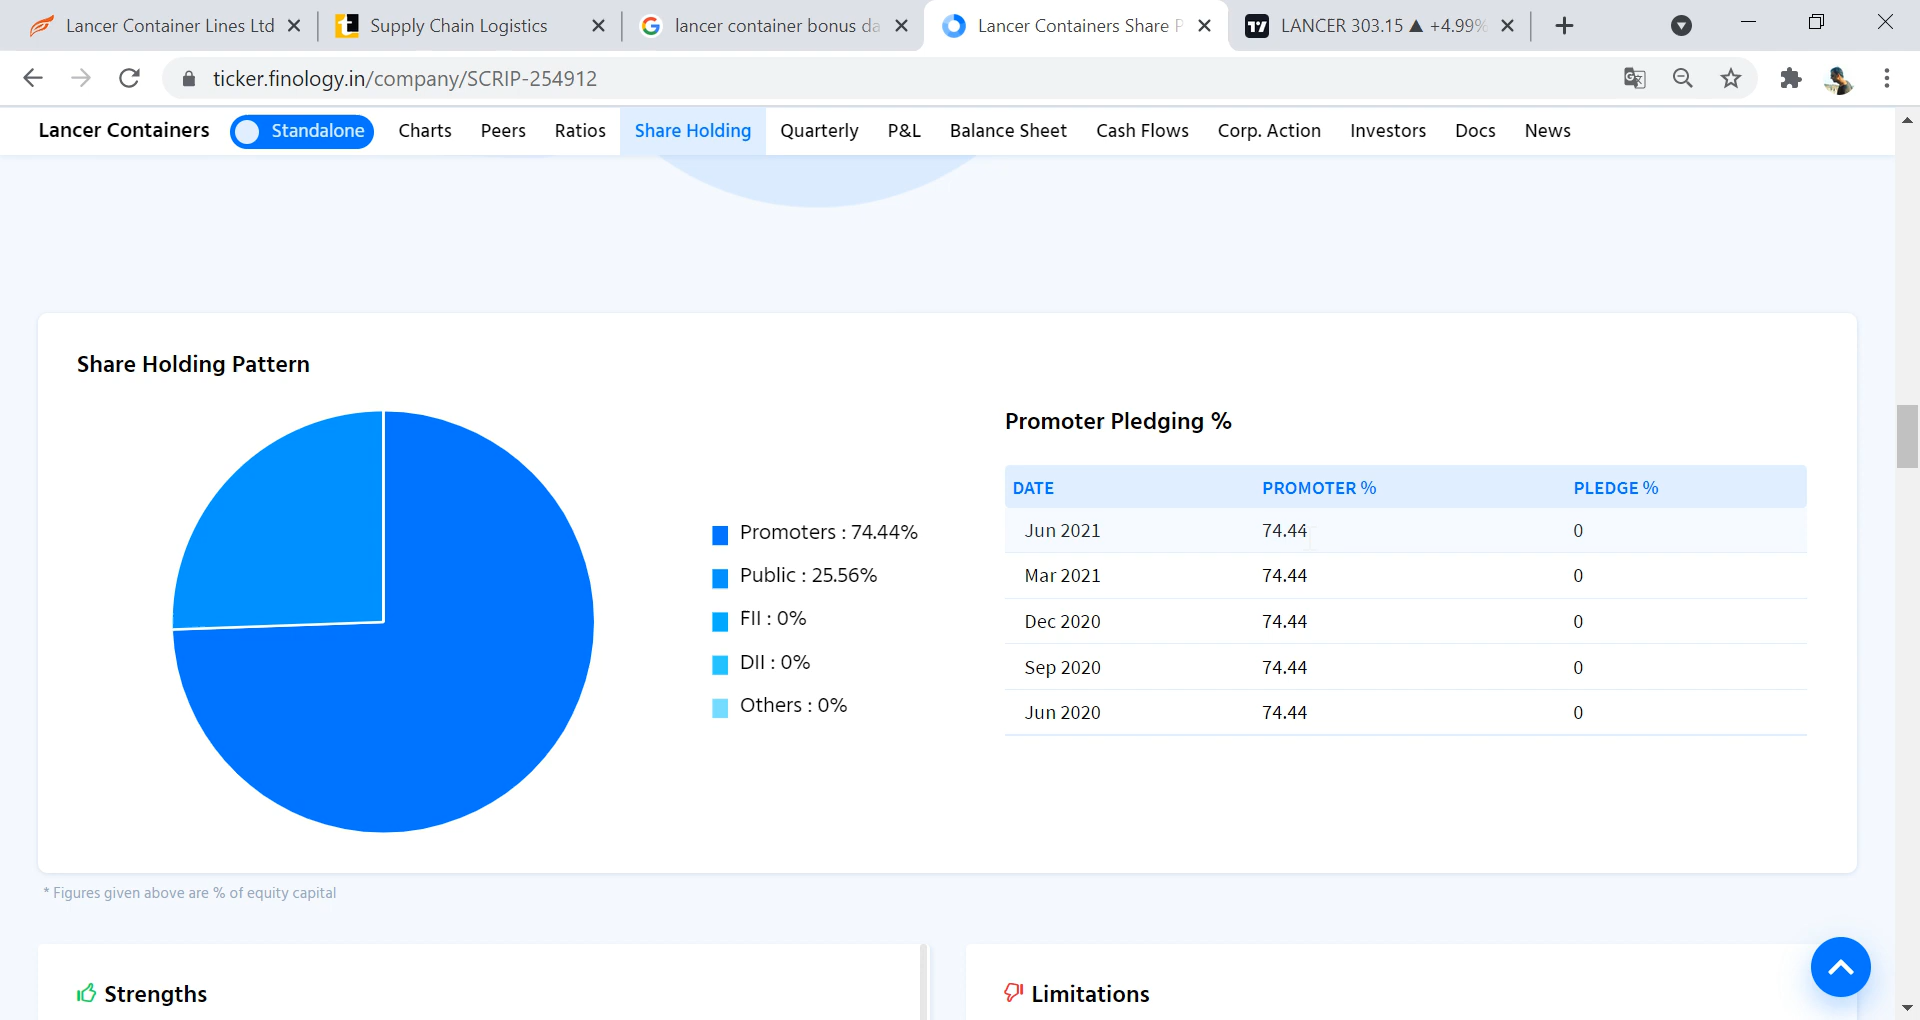 Lancer Container Lines Ltd
Supply Chain Logistics
lancer container bonus da
Lancer Containers Share P
LANCER 303.15 ▲ +4.99%
ticker.finology.in/company/SCRIP-254912
Lancer Containers Standalone Charts Peers Ratios Share Holding Quarterly P&L Balance Sheet Cash Flows Corp. Action Investors Docs News
Share Holding Pattern
Promoters : 74.44%
Public : 25.56%
FII : 0%
DII : 0%
Others : 0%
Promoter Pledging %
DATE PROMOTER % PLEDGE %
Jun 2021 74.44 0
Mar 2021 74.44 0
Dec 2020 74.44 0
Sep 2020 74.44 0
Jun 2020 74.44 0
* Figures given above are % of equity capital
Strengths
Limitations